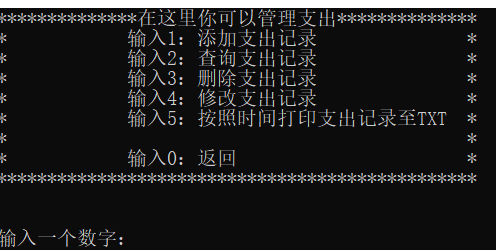 ***************在这里你可以管理支出***************
* 输入1：添加支出记录 *
* 输入2：查询支出记录 *
* 输入3：删除支出记录 *
* 输入4：修改支出记录 *
* 输入5：按照时间打印支出记录至TXT *
* *
* 输入0：返回 *
***************************************************
输入一个数字：